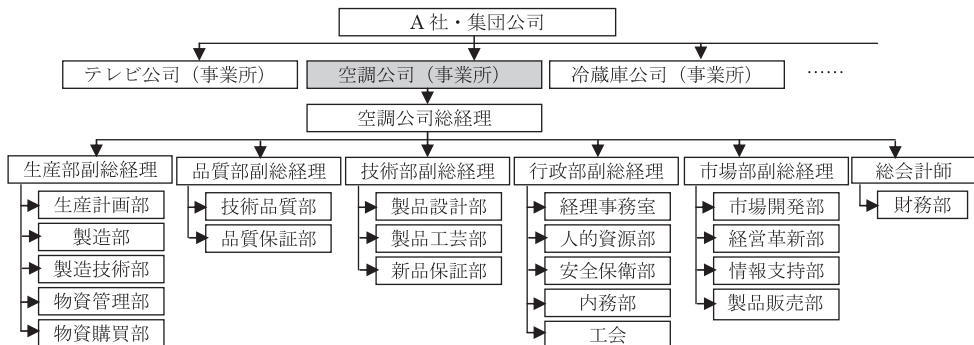 A 社・集団公司
テレビ公司（事業所）
空調公司（事業所）
冷蔵庫公司（事業所）
……
空調公司総経理
生産部副総経理
品質部副総経理
技術部副総経理
行政部副総経理
市場部副総経理
総会計師
生産計画部
技術品質部
製品設計部
経理事務室
市場開発部
財務部
製造部
品質保証部
製品工芸部
人的資源部
経営革新部
製造技術部
新品保証部
安全保衛部
情報支持部
物資管理部
内務部
製品販売部
物資購買部
工会